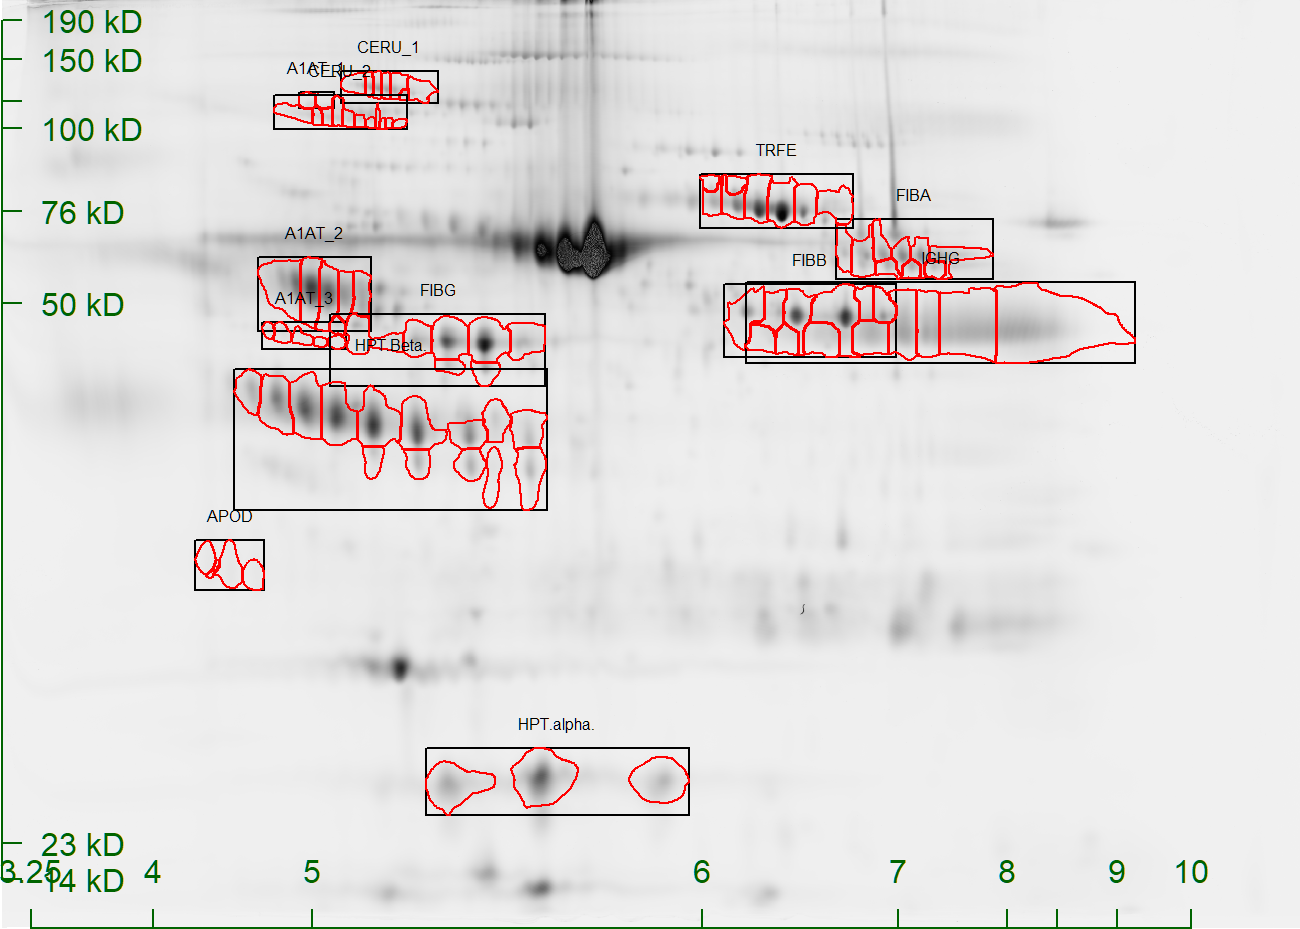 190 kD
CERU_1
150 kD
A1AT_1
CERU_2
100 kD
TRFE
76 kD
FIBA
A1AT_2
FIBB
IGHG
50 kD
A1AT_3
FIBG
HPT.Beta.
APOD
HPT.alpha.
23 kD
14 kD
3.25 4 5 6 7 8 9 10